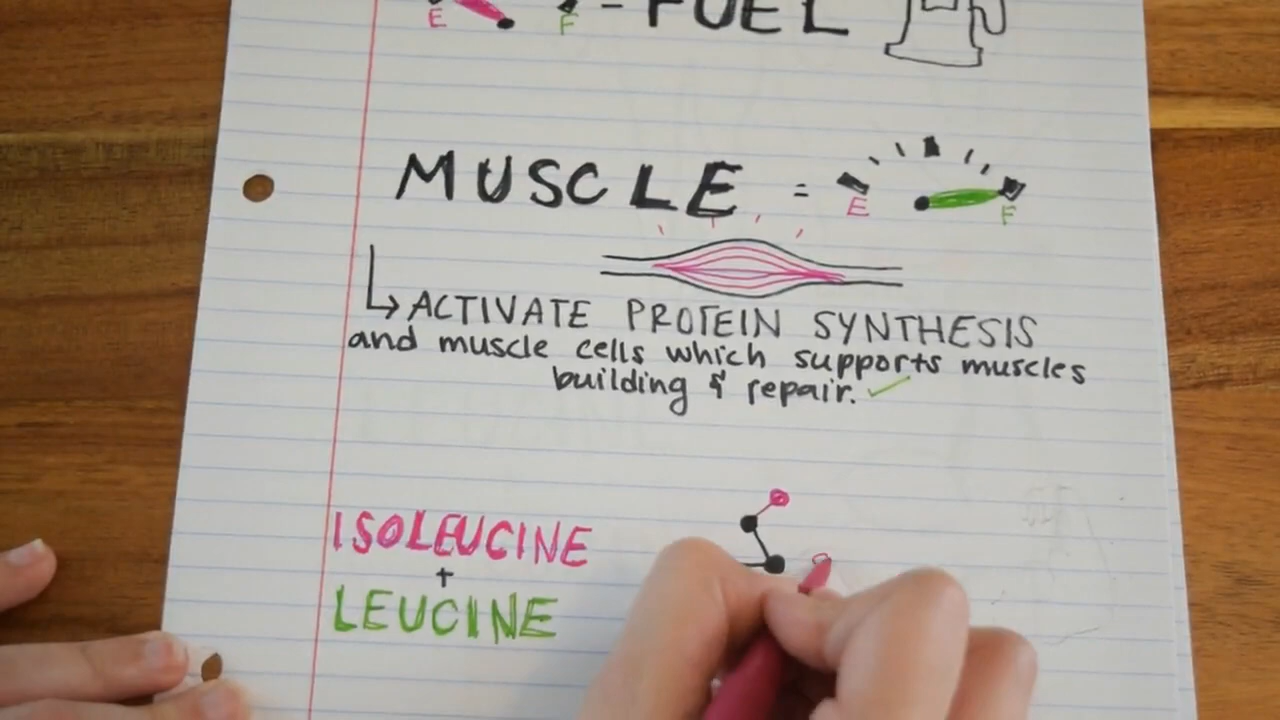 E F - FUEL
MUSCLE = E F
ACTIVATE PROTEIN SYNTHESIS
and muscle cells which supports muscles
building & repair.
ISOLEUCINE
+
LEUCINE